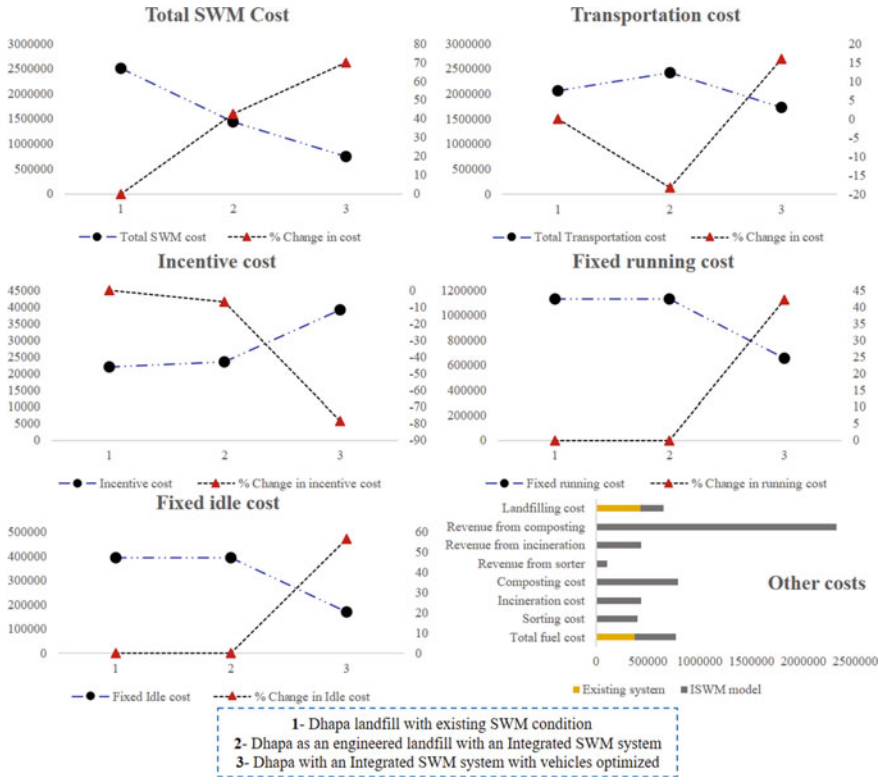 Total SWM Cost
3000000
2500000
2000000
1500000
1000000
500000
0
80
70
60
50
40
30
20
10
0
1 2 3
Total SWM cost % Change in cost
Transportation cost
3000000
2500000
2000000
1500000
1000000
500000
0
20
15
10
5
0
-5
-10
-15
-20
1 2 3
Total Transportation cost % Change in cost
Incentive cost
45000
40000
35000
30000
25000
20000
15000
10000
5000
0
0
-10
-20
-30
-40
-50
-60
-70
-80
-90
1 2 3
Incentive cost % Change in incentive cost
Fixed running cost
1200000
1000000
800000
600000
400000
200000
0
45
40
35
30
25
20
15
10
5
0
1 2 3
Fixed running cost % Change in running cost
Fixed idle cost
500000
400000
300000
200000
100000
0
60
50
40
30
20
10
0
1 2 3
Fixed Idle cost % Change in Idle cost
Landfilling cost
Revenue from composting
Revenue from incineration
Revenue from sorter
Composting cost
Incineration cost
Sorting cost
Total fuel cost
Other costs
0 500000 1000000 1500000 2000000 2500000
Existing system ISWM model
1- Dhapa landfill with existing SWM condition
2- Dhapa as an engineered landfill with an Integrated SWM system
3- Dhapa with an Integrated SWM system with vehicles optimized